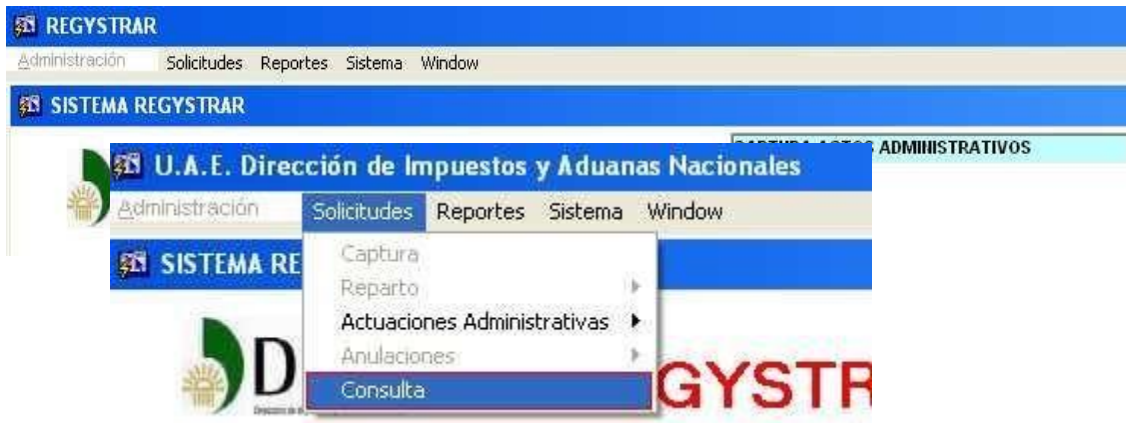 REGYSTRAR
Administración Solicitudes Reportes Sistema Window
SISTEMA REGYSTRAR
ADMINISTRATIVOS
U.A.E. Dirección de Impuestos y Aduanas Nacionales
Administración Solicitudes Reportes Sistema Window
SISTEMA RE
Captura
Reparto
Actuaciones Administrativas
Anulaciones
Consulta
D
GYSTR